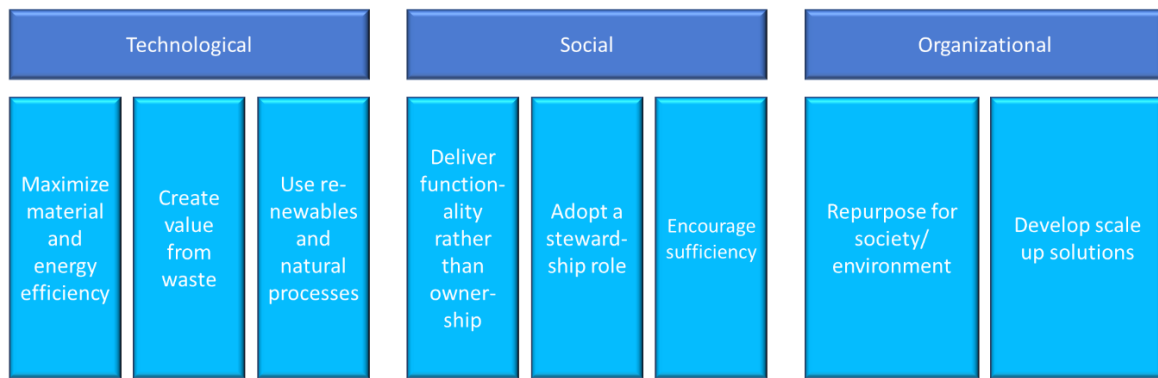 Technological
Social
Organizational
Maximize
material
and
energy
efficiency
Create
value
from
waste
Use re-
newables
and
natural
processes
Deliver
function-
ality
rather
than
owner-
ship
Adopt a
steward-
ship role
Encourage
sufficiency
Repurpose for
society/
environment
Develop scale
up solutions